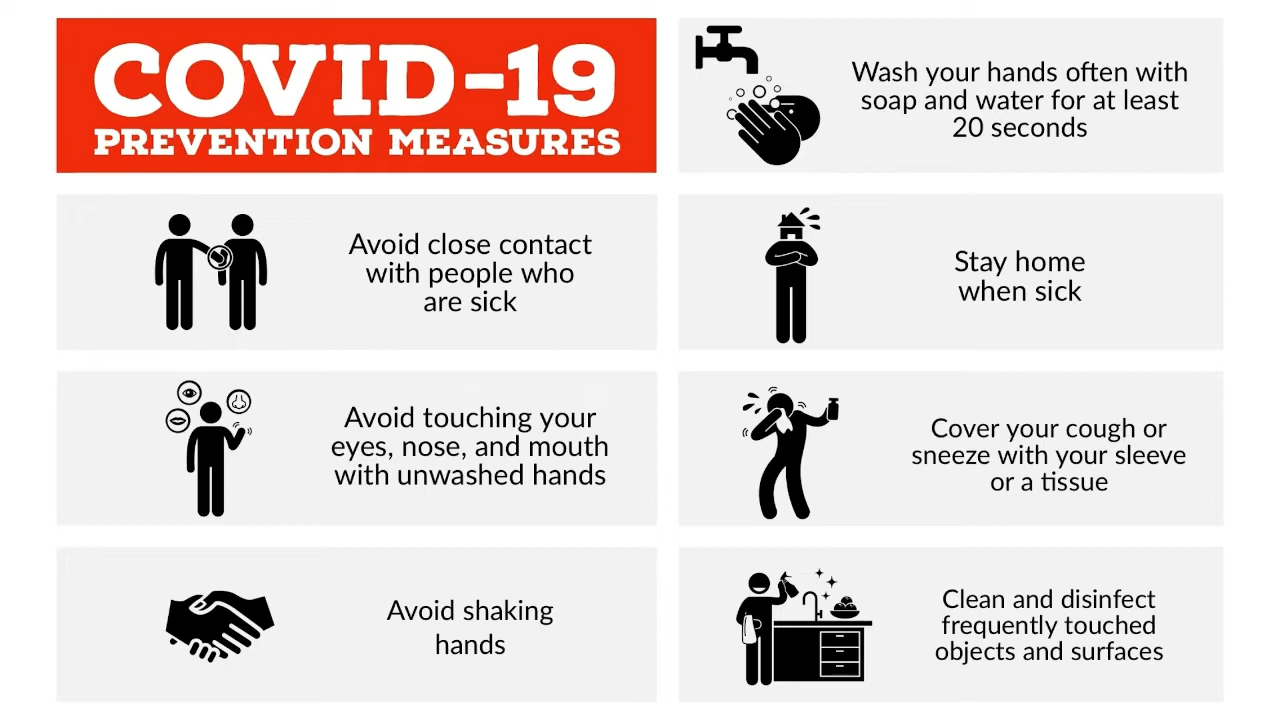 COVID-19
PREVENTION MEASURES
Wash your hands often with
soap and water for at least
20 seconds
Avoid close contact
with people who
are sick
Stay home
when sick
Avoid touching your
eyes, nose, and mouth
with unwashed hands
Cover your cough or
sneeze with your sleeve
or a tissue
Avoid shaking
hands
Clean and disinfect
frequently touched
objects and surfaces